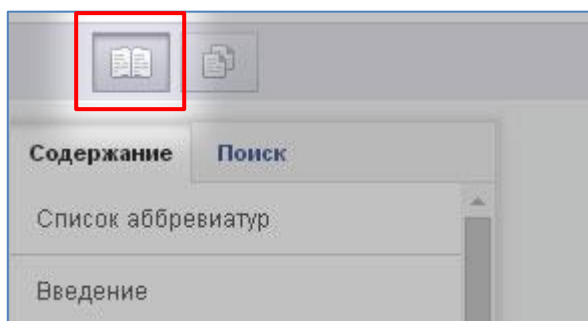 Содержание Поиск
Список аббревиатур
Введение